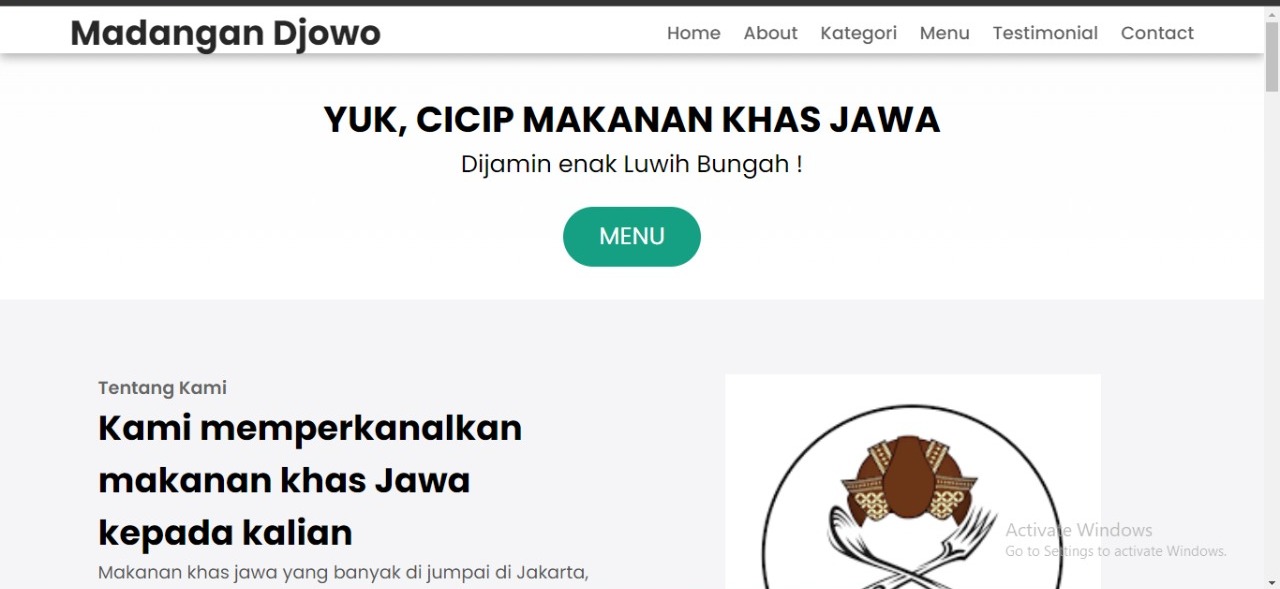 Madangan Djowo
Home About Kategori Menu Testimonial Contact
YUK, CICIP MAKANAN KHAS JAWA
Dijamin enak Luwih Bungah !
MENU
Tentang Kami
Kami memperkanalkan
makanan khas Jawa
kepada kalian
Makanan khas jawa yang banyak di jumpai di Jakarta,
Activate Windows
Go to Settings to activate Windows.